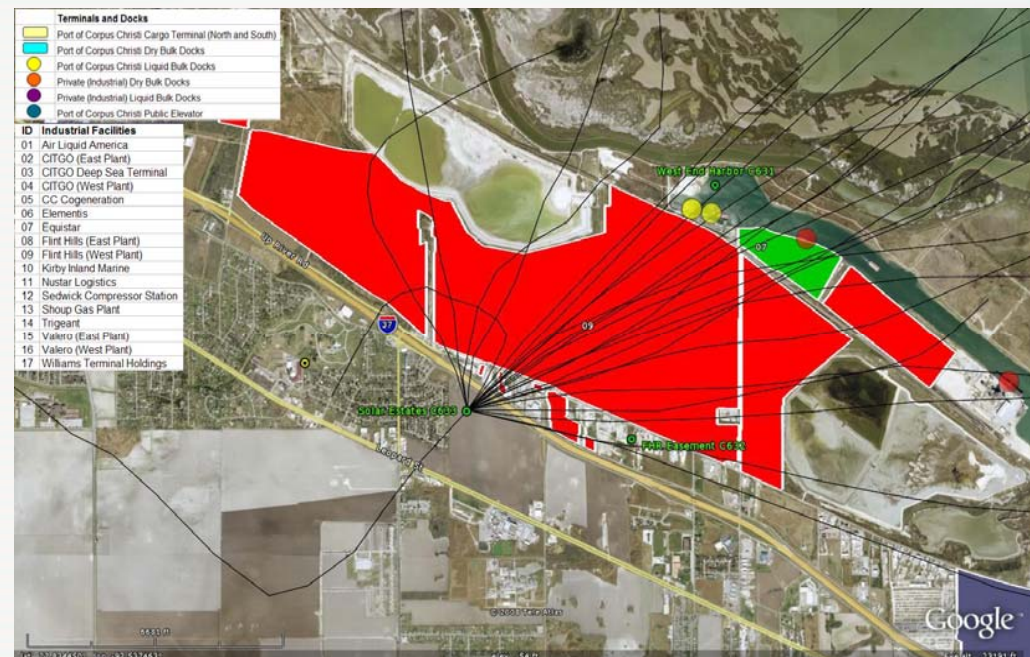 Terminals and Docks
Port of Corpus Christi Cargo Terminal (North and South)
Port of Corpus Christi Dry Bulk Docks
Port of Corpus Christi Liquid Bulk Docks
Private (Industrial) Dry Bulk Docks
Private (Industrial) Liquid Bulk Docks
Port of Corpus Christi Public Elevator
ID Industrial Facilities
01 Air Liquid America
02 CITGO (East Plant)
03 CITGO Deep Sea Terminal
04 CITGO (West Plant)
05 CC Cogeneration
06 Elementis
07 Equistar
08 Flint Hills (East Plant)
09 Flint Hills (West Plant)
10 Kirby Inland Marine
11 Nustar Logistics
12 Sedwick Compressor Station
13 Shoup Gas Plant
14 Trigeant
15 Valero (East Plant)
16 Valero (West Plant)
17 Williams Terminal Holdings
West End Harbor C631
07
Up River Rd
37
09
Solar Estates C633
FHR Easement C632
Leopard St
© 2008 Tele Atlas
Google